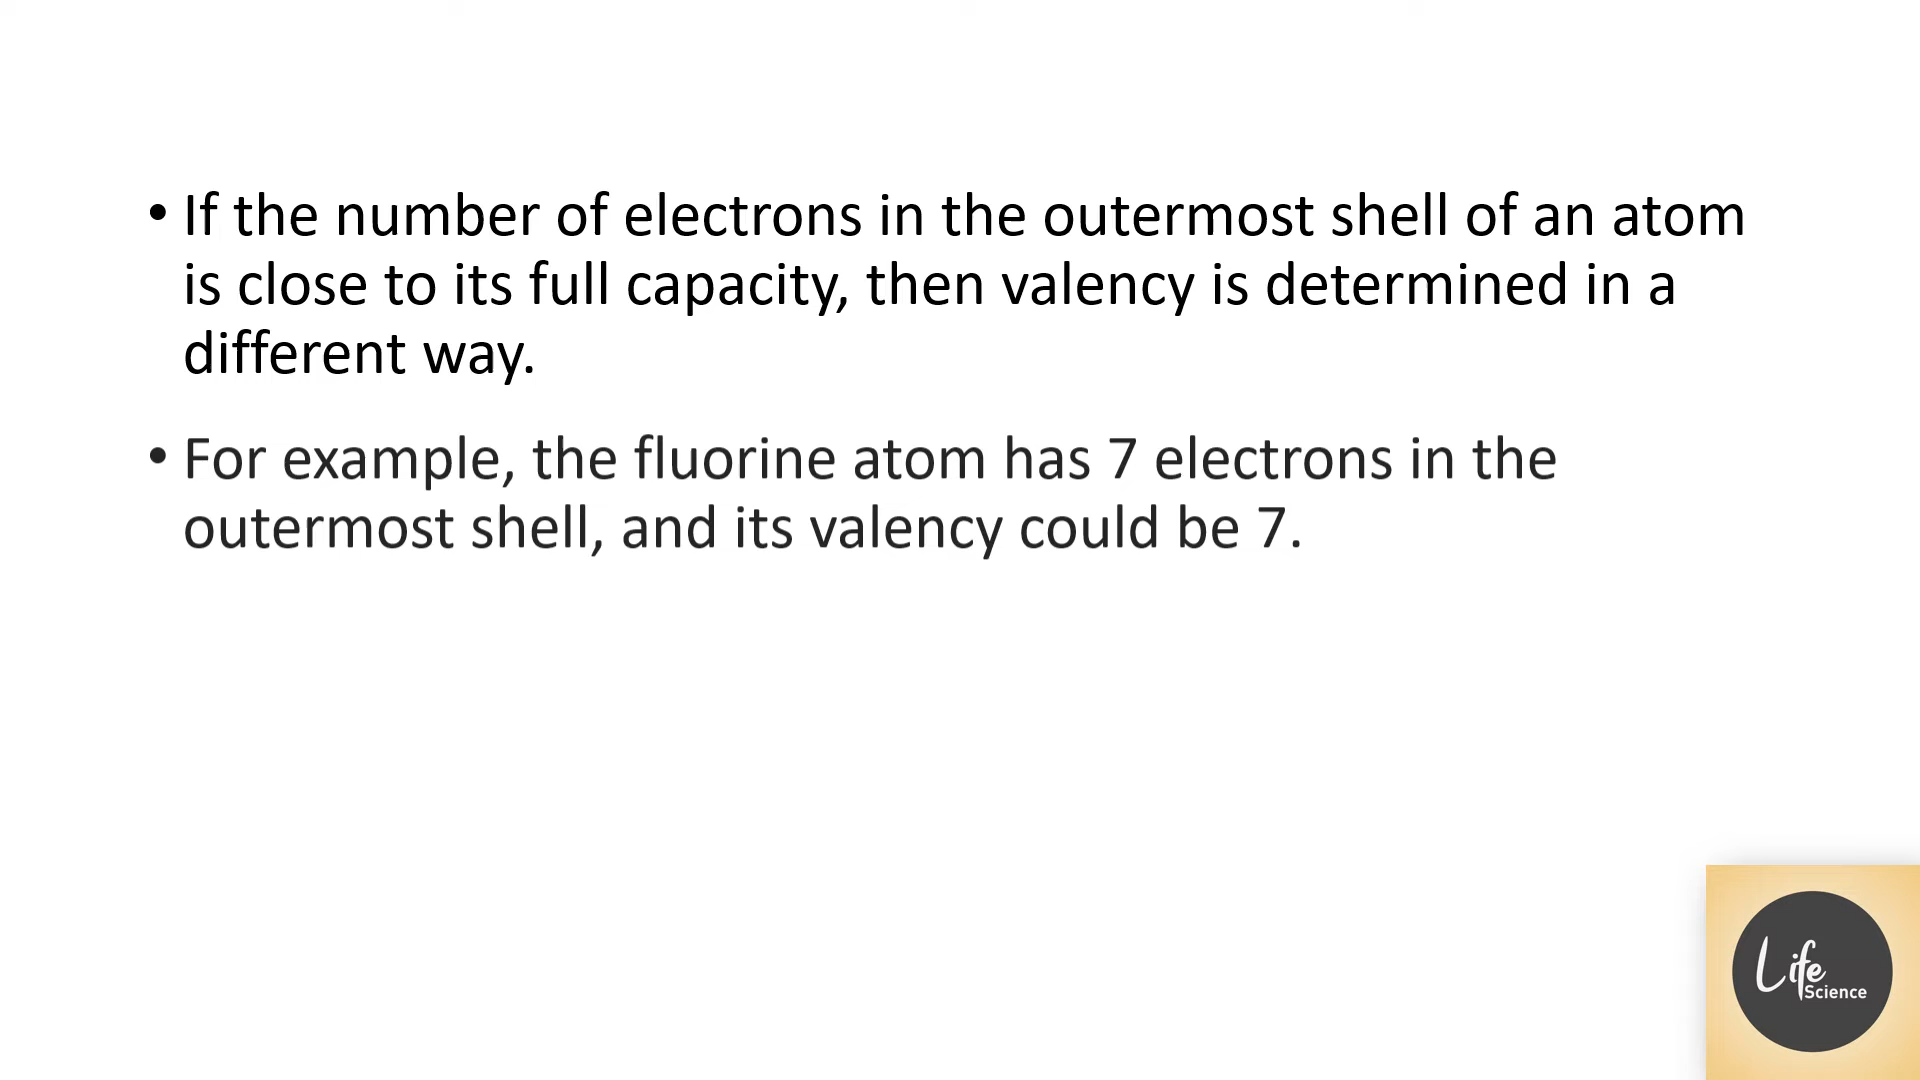 • If the number of electrons in the outermost shell of an atom
is close to its full capacity, then valency is determined in a
different way.
• For example, the fluorine atom has 7 electrons in the
outermost shell, and its valency could be 7.
Life
Science